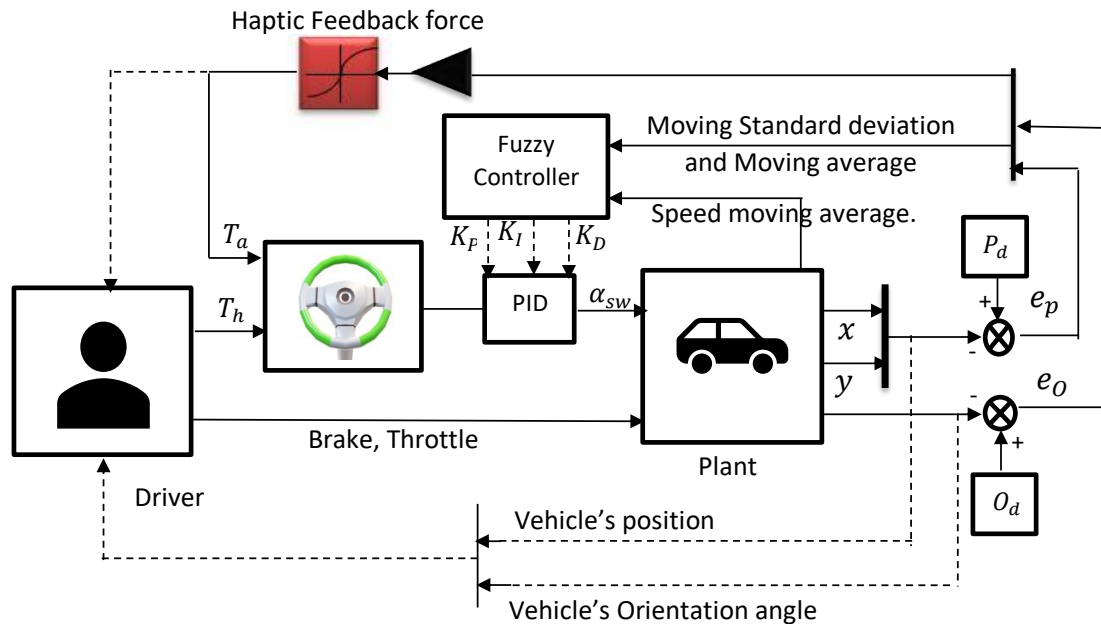 Haptic Feedback force
Moving Standard deviation
and Moving average
Fuzzy
Controller
Speed moving average.
K_P K_I K_D
T_a
P_d
+
e_p
-
PID
α_sw
T_h
x
y
-
e_O
+
Brake, Throttle
Plant
O_d
Driver
Vehicle's position
Vehicle's Orientation angle